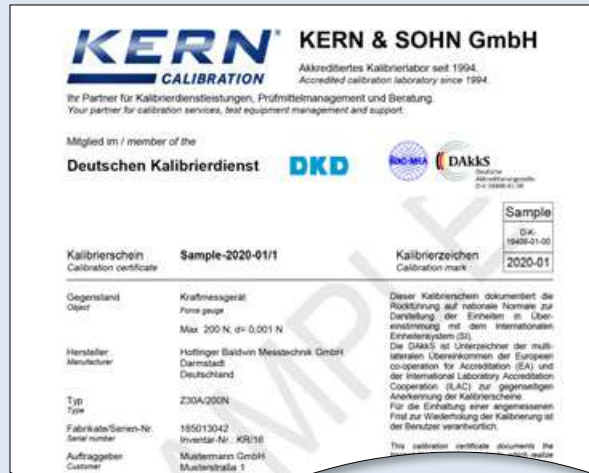 KERN
CALIBRATION
KERN & SOHN GmbH
Akkreditiertes Kalibrierlabor seit 1994.
Accredited calibration laboratory since 1994.
Ihr Partner für Kalibrierdienstleistungen, Prüfmittelmanagement und Beratung.
Your partner for calibration services, test equipment management and support.
Mitglied im / member of the
Deutschen Kalibrierdienst
DKD
DAkkS
Deutsche
Akkreditierungsstelle
Sample
D-K-
19408-01-00
2020-01
Kalibrierschein
Calibration certificate
Sample-2020-01/1
Kalibrierzeichen
Calibration mark
Gegenstand
Object
Kraftmessgerät
Force gauge
Max 200 N, d= 0,001 N
Hersteller
Manufacturer
Hottinger Baldwin Messtechnik GmbH
Darmstadt
Deutschland
Typ
Type
Z30A/200N
Fabrikate/Serien-Nr.
Serial number
185013042
Inventar-Nr.: KR/16
Auftraggeber
Customer
Mustermann GmbH
Musterstraße 1
Dieser Kalibrierschein dokumentiert die
Rückführung auf nationale Normale zur
Darstellung der Einheiten in Über-
einstimmung mit dem Internationalen
Einheitensystem (SI).
Die DAkkS ist Unterzeichner der multi-
lateralen Übereinkommen der European
co-operation for Accreditation (EA) und
der International Laboratory Accreditation
Cooperation (ILAC) zur gegenseitigen
Anerkennung der Kalibrierscheine.
Für die Einhaltung einer angemessenen
Frist zur Wiederholung der Kalibrierung ist
der Benutzer verantwortlich.
This calibration certificate documents the
SAMPLE